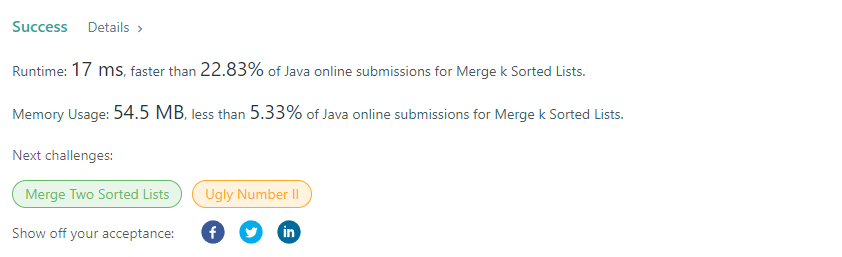 Success Details ›
Runtime: 17 ms, faster than 22.83% of Java online submissions for Merge k Sorted Lists.
Memory Usage: 54.5 MB, less than 5.33% of Java online submissions for Merge k Sorted Lists.
Next challenges:
Merge Two Sorted Lists Ugly Number II
Show off your acceptance: f in